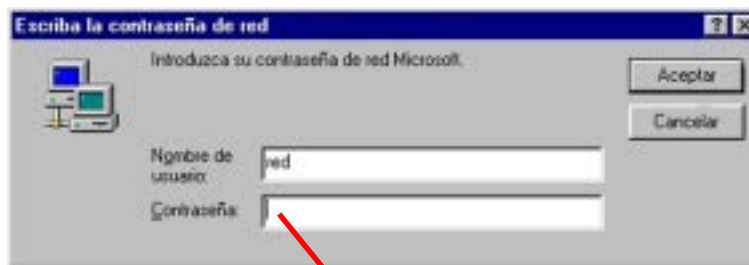 Escriba la contraseña de red
Introduzca su contraseña de red Microsoft.
Aceptar
Cancelar
Nombre de
usuario:
red
Contraseña: